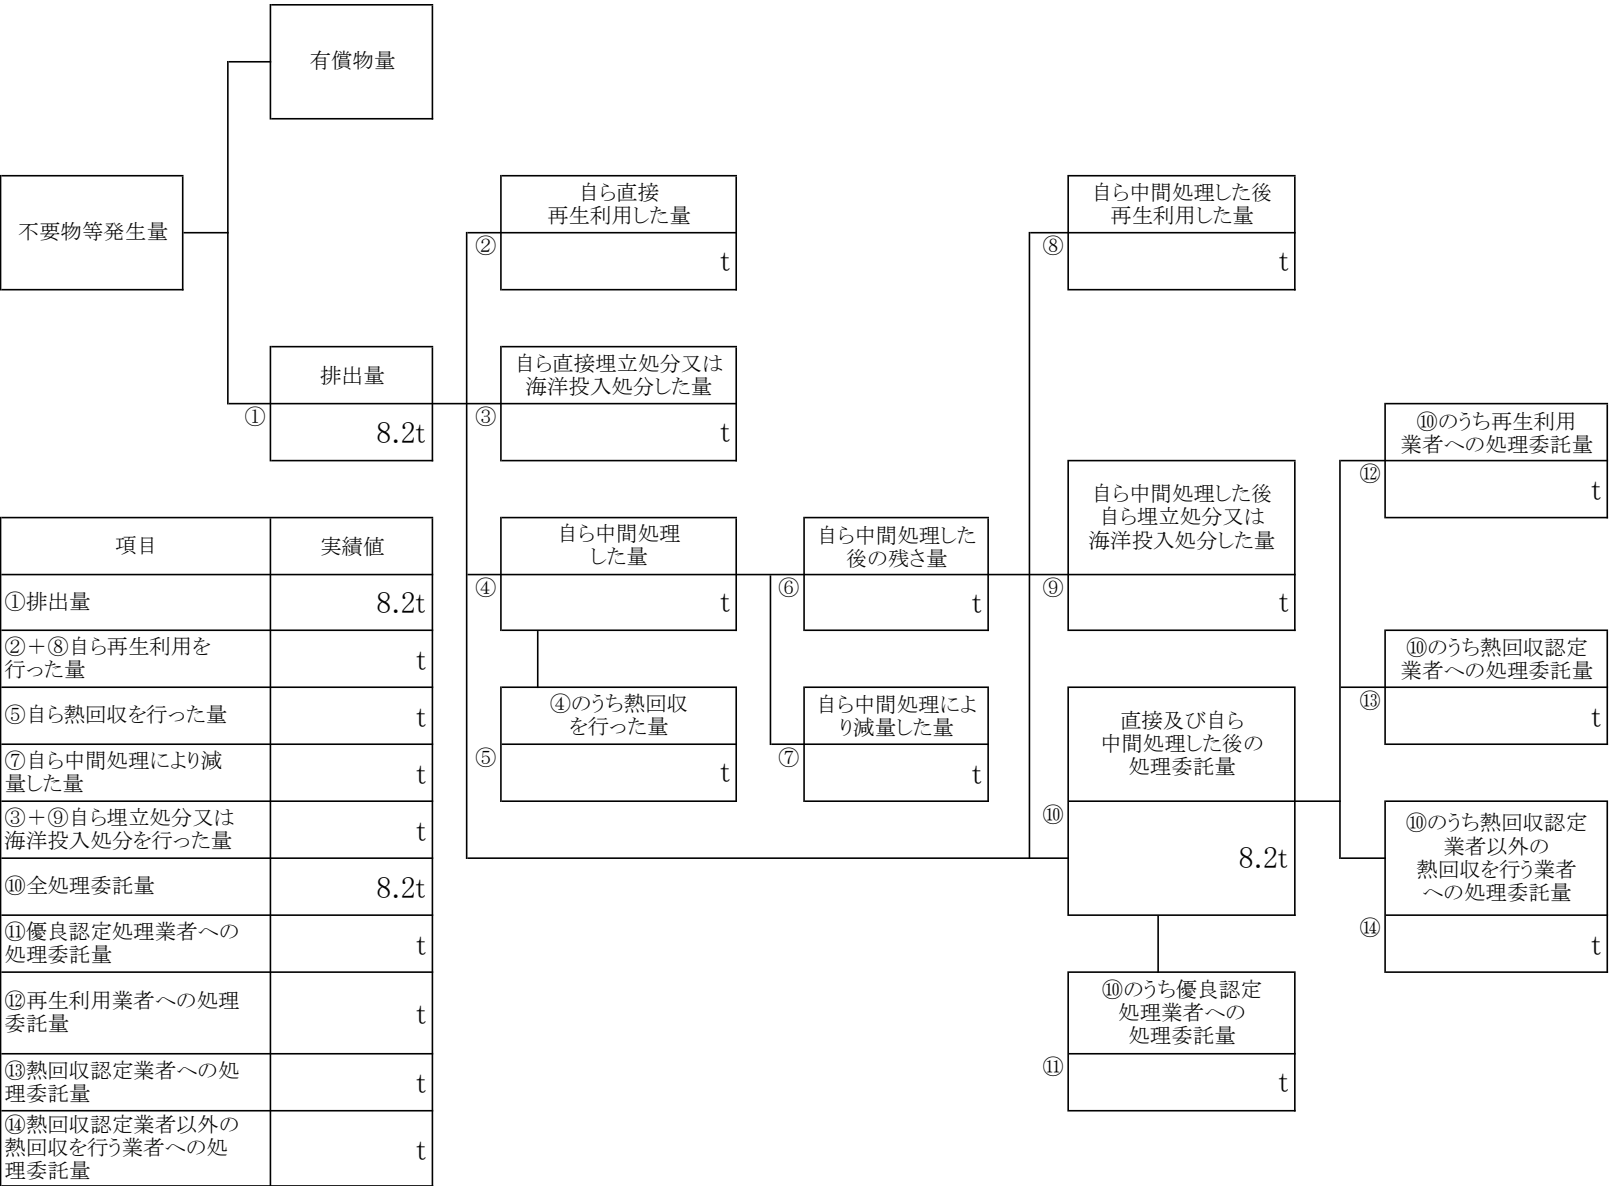 有償物量
不要物等発生量
自ら直接
再生利用した量
②
t
自ら中間処理した後
再生利用した量
⑧
t
排出量
①
8.2t
自ら直接埋立処分又は
海洋投入処分した量
③
t
⑩のうち再生利用
業者への処理委託量
⑫
t
自ら中間処理
した量
④
t
自ら中間処理した
後の残さ量
⑥
t
自ら中間処理した後
自ら埋立処分又は
海洋投入処分した量
⑨
t
⑩のうち熱回収認定
業者への処理委託量
⑬
t
④のうち熱回収
を行った量
⑤
t
自ら中間処理によ
り減量した量
⑦
t
直接及び自ら
中間処理した後の
処理委託量
⑩
8.2t
⑩のうち熱回収認定
業者以外の
熱回収を行う業者
への処理委託量
⑭
t
⑩のうち優良認定
処理業者への
処理委託量
⑪
t
項目 実績値
①排出量 8.2t
②＋⑧自ら再生利用を
行った量 t
⑤自ら熱回収を行った量 t
⑦自ら中間処理により減
量した量 t
③＋⑨自ら埋立処分又は
海洋投入処分を行った量 t
⑩全処理委託量 8.2t
⑪優良認定処理業者への
処理委託量 t
⑫再生利用業者への処理
委託量 t
⑬熱回収認定業者への処
理委託量 t
⑭熱回収認定業者以外の
熱回収を行う業者への処
理委託量 t